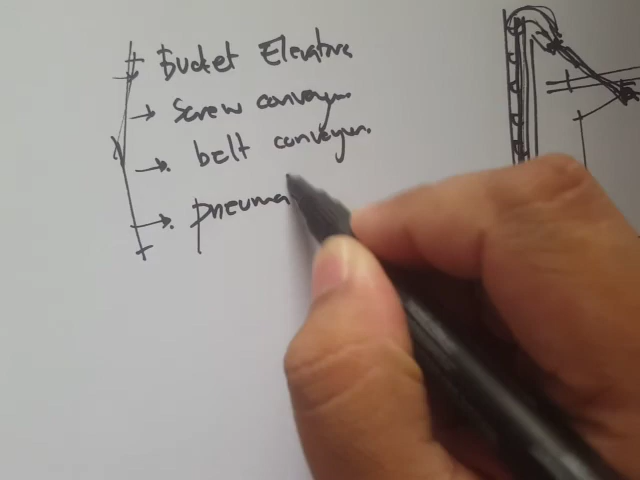 Bucket Elevator
Screw conveyor
belt conveyor
pneuma